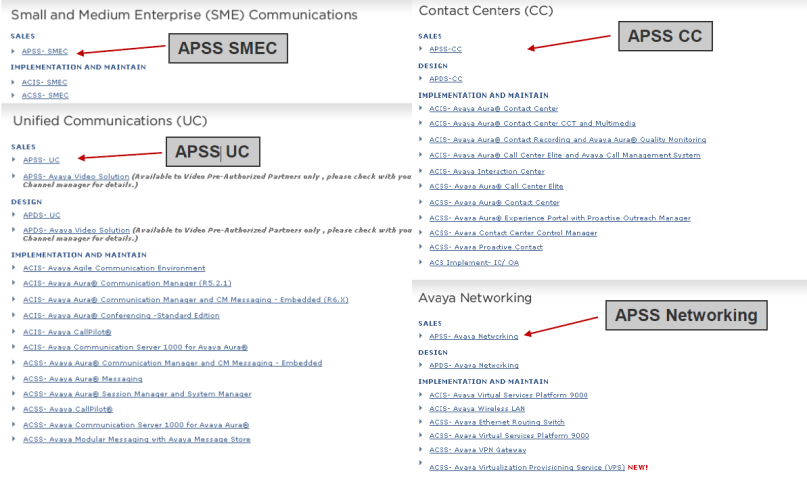 Small and Medium Enterprise (SME) Communications
SALES
APSS- SMEC
APSS SMEC
IMPLEMENTATION AND MAINTAIN
ACIS- SMEC
ACSS- SMEC
Unified Communications (UC)
SALES
APSS- UC
APSS UC
APSS- Avaya Video Solution (Available to Video Pre-Authorized Partners only , please check with you
Channel manager for details.)
DESIGN
APDS- UC
APDS- Avaya Video Solution (Available to Video Pre-Authorized Partners only , please check with you
Channel manager for details.)
IMPLEMENTATION AND MAINTAIN
ACIS- Avaya Agile Communication Environment
ACIS- Avaya Aura® Communication Manager (R5.2.1)
ACIS- Avaya Aura® Communication Manager and CM Messaging - Embedded (R6.X)
ACIS- Avaya Aura® Conferencing -Standard Edition
ACIS- Avaya CallPilot®
ACIS- Avaya Communication Server 1000 for Avaya Aura®
ACSS- Avaya Aura® Communication Manager and CM Messaging - Embedded
ACSS- Avaya Aura® Messaging
ACSS- Avaya Aura® Session Manager and System Manager
ACSS- Avaya CallPilot®
ACSS- Avaya Communication Server 1000 for Avaya Aura®
ACSS- Avaya Modular Messaging with Avaya Message Store
Contact Centers (CC)
SALES
APSS-CC
APSS CC
DESIGN
APDS-CC
IMPLEMENTATION AND MAINTAIN
ACIS- Avaya Aura® Contact Center
ACIS- Avaya Aura® Contact Center CCT and Multimedia
ACIS- Avaya Aura® Contact Recording and Avaya Aura® Quality Monitoring
ACIS- Avaya Aura® Call Center Elite and Avaya Call Management System
ACIS- Avaya Interaction Center
ACSS- Avaya Aura® Call Center Elite
ACSS- Avaya Aura® Contact Center
ACSS- Avaya Aura® Experience Portal with Proactive Outreach Manager
ACSS- Avaya Contact Center Control Manager
ACSS- Avaya Proactive Contact
ACS Implement- IC/ OA
Avaya Networking
SALES
APSS- Avaya Networking
APSS Networking
DESIGN
APDS- Avaya Networking
IMPLEMENTATION AND MAINTAIN
ACIS- Avaya Virtual Services Platform 9000
ACIS- Avaya Wireless LAN
ACSS- Avaya Ethernet Routing Switch
ACSS- Avaya Virtual Services Platform 9000
ACSS- Avaya VPN Gateway
ACSS- Avaya Virtualization Provisioning Service (VPS) NEW!